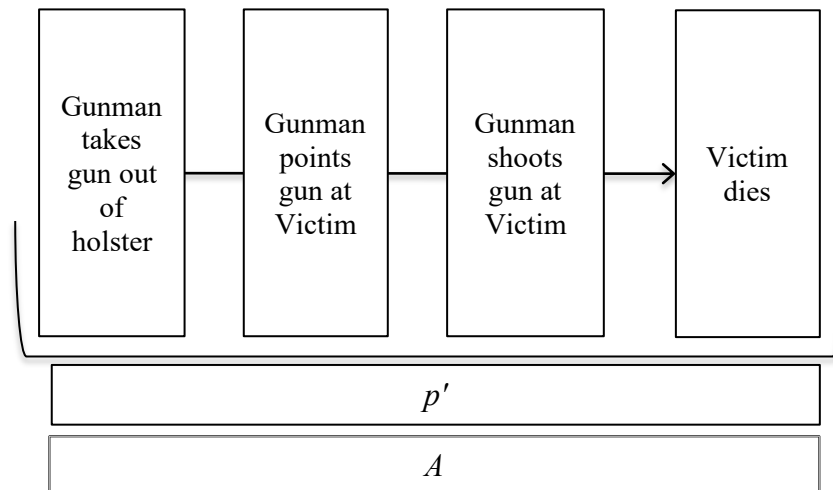 Gunman
takes
gun out
of
holster
Gunman
points
gun at
Victim
Gunman
shoots
gun at
Victim
Victim
dies
p′
A